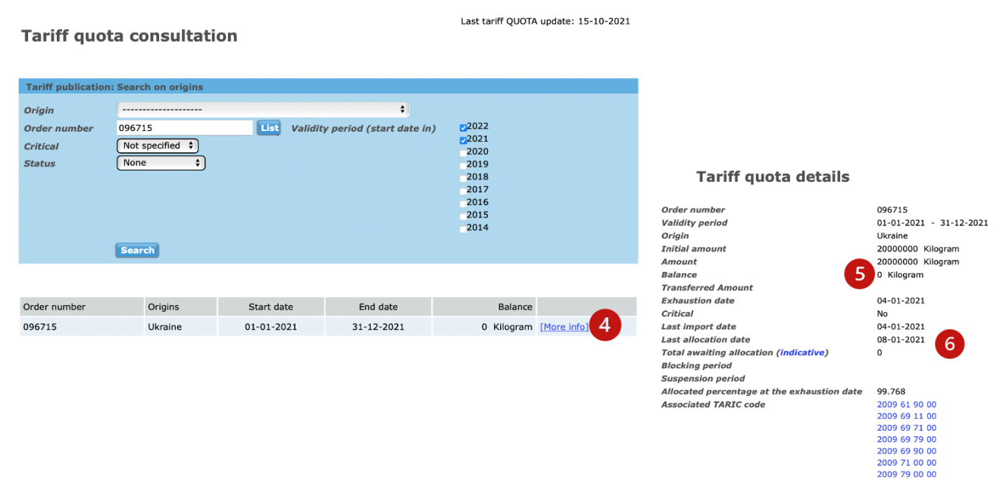 Last tariff QUOTA update: 15-10-2021
Tariff quota consultation
Tariff publication: Search on origins
Origin --------------------
Order number 096715 List Validity period (start date in) 2022
2021
Critical Not specified 2020
Status None 2019
2018
2017
2016
2015
2014
Search
Order number Origins Start date End date Balance
096715 Ukraine 01-01-2021 31-12-2021 0 Kilogram [More info] 4
Tariff quota details
Order number 096715
Validity period 01-01-2021 - 31-12-2021
Origin Ukraine
Initial amount 20000000 Kilogram
Amount 20000000 Kilogram
Balance 5 0 Kilogram
Transferred Amount
Exhaustion date 04-01-2021
Critical No
Last import date 04-01-2021
Last allocation date 08-01-2021 6
Total awaiting allocation (indicative) 0
Blocking period
Suspension period
Allocated percentage at the exhaustion date 99.768
Associated TARIC code 2009 61 90 00
2009 69 11 00
2009 69 71 00
2009 69 79 00
2009 69 90 00
2009 71 00 00
2009 79 00 00